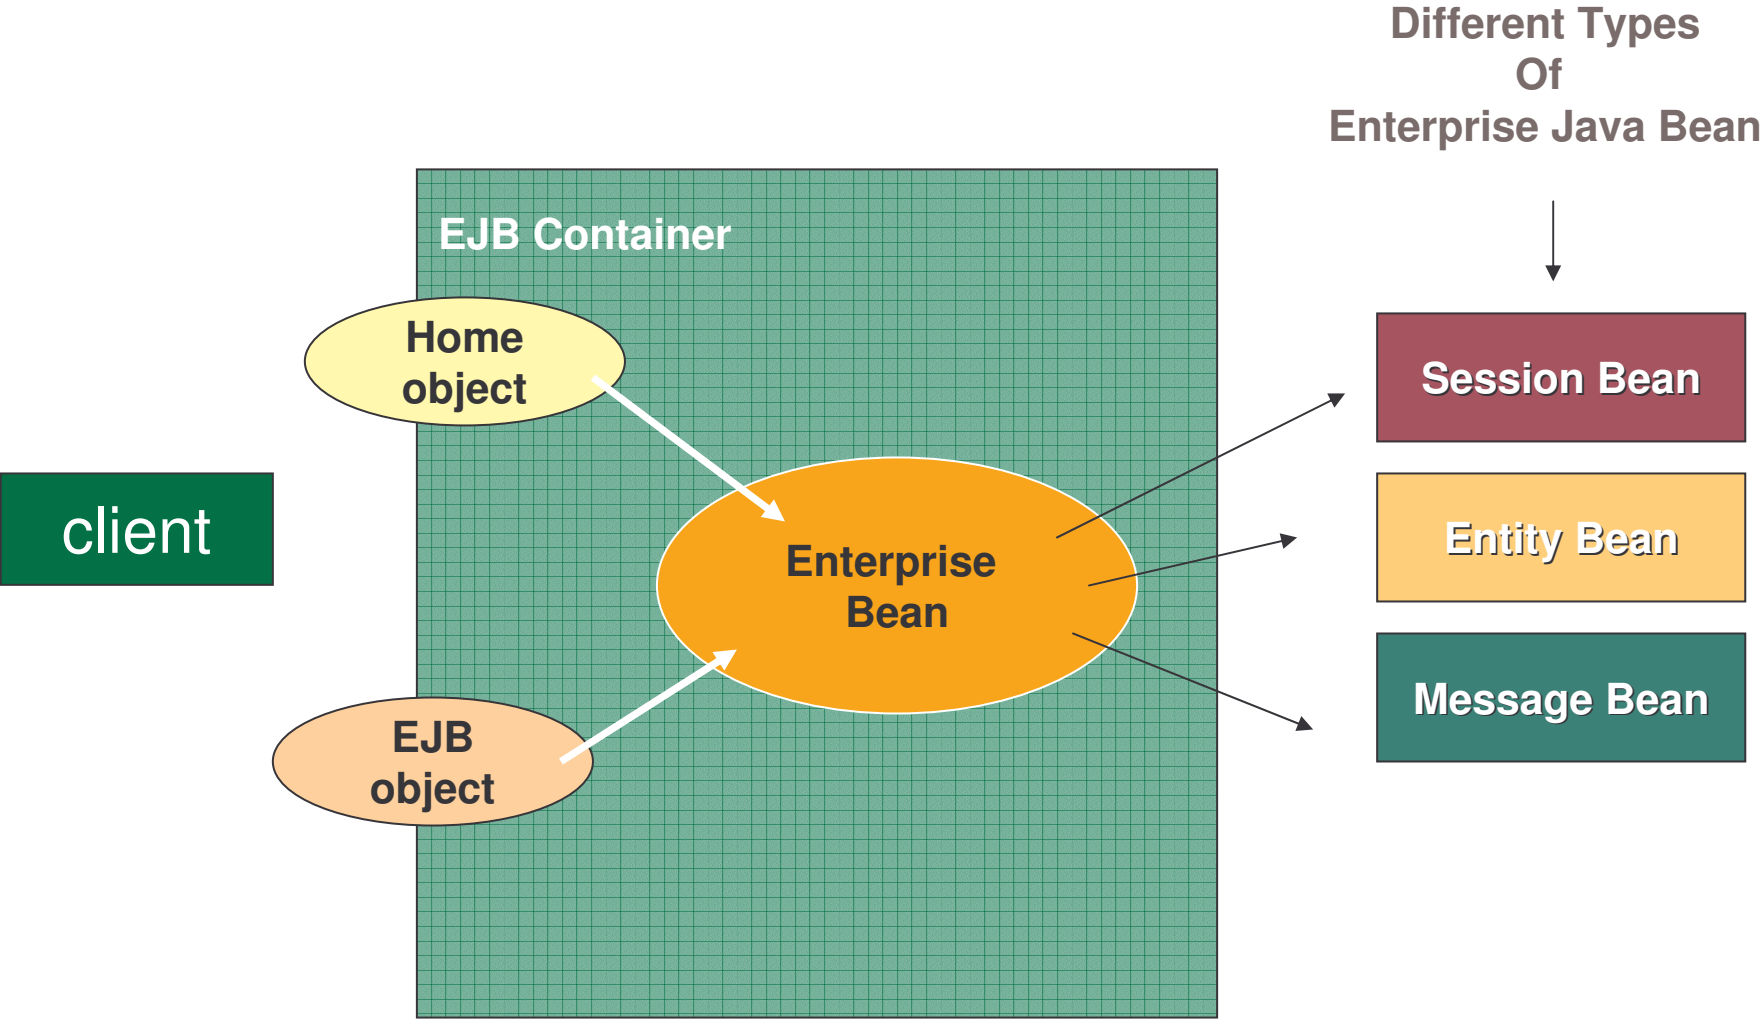 Different Types
Of
Enterprise Java Bean
EJB Container
Home
object
client
Enterprise
Bean
EJB
object
Session Bean
Entity Bean
Message Bean